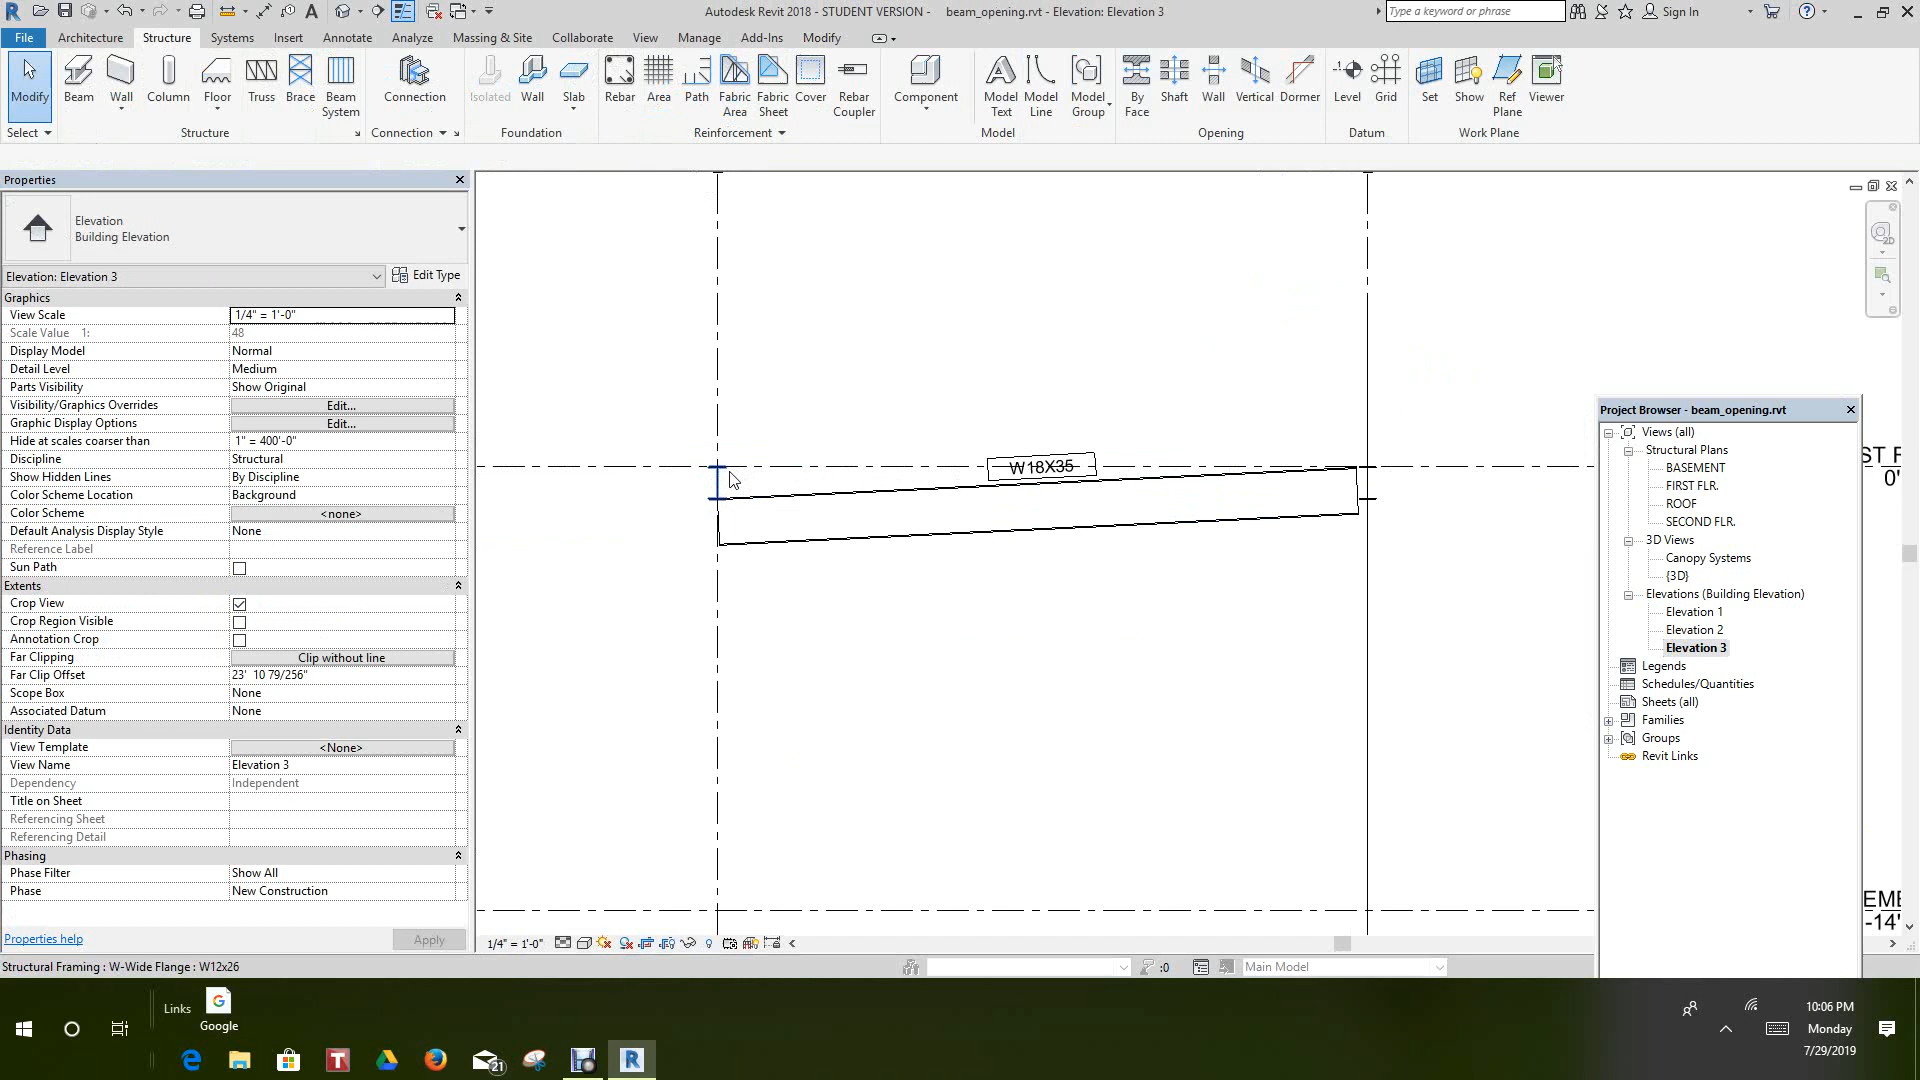 Autodesk Revit 2018 - STUDENT VERSION -    beam_opening.rvt - Elevation: Elevation 3
Type a keyword or phrase
Sign In
File Architecture Structure Systems Insert Annotate Analyze Massing & Site Collaborate View Manage Add-Ins Modify
Modify Beam Wall Column Floor Truss Brace Beam System Connection Isolated Wall Slab Rebar Area Path Fabric Area Fabric Sheet Cover Rebar Coupler Component Model Text Model Line Model Group By Face Shaft Wall Vertical Dormer Level Grid Set Show Ref Plane Viewer
Select Structure Connection Foundation Reinforcement Model Opening Datum Work Plane
Properties
Elevation
Building Elevation
Elevation: Elevation 3 Edit Type
Graphics
View Scale 1/4" = 1'-0"
Scale Value 1: 48
Display Model Normal
Detail Level Medium
Parts Visibility Show Original
Visibility/Graphics Overrides Edit...
Graphic Display Options Edit...
Hide at scales coarser than 1" = 400'-0"
Discipline Structural
Show Hidden Lines By Discipline
Color Scheme Location Background
Color Scheme <none>
Default Analysis Display Style None
Reference Label
Sun Path
Extents
Crop View
Crop Region Visible
Annotation Crop
Far Clipping Clip without line
Far Clip Offset 23' 10 79/256"
Scope Box None
Associated Datum None
Identity Data
View Template <None>
View Name Elevation 3
Dependency Independent
Title on Sheet
Referencing Sheet
Referencing Detail
Phasing
Phase Filter Show All
Phase New Construction
Properties help Apply
W18X35
2D
Project Browser - beam_opening.rvt
Views (all)
Structural Plans
BASEMENT
FIRST FLR.
ROOF
SECOND FLR.
3D Views
Canopy Systems
{3D}
Elevations (Building Elevation)
Elevation 1
Elevation 2
Elevation 3
Legends
Schedules/Quantities
Sheets (all)
Families
Groups
Revit Links
ST F
0'
EME
-14'
1/4" = 1'-0"
Structural Framing : W-Wide Flange : W12x26
:0
Main Model
Links
Google
21
10:06 PM
Monday
7/29/2019